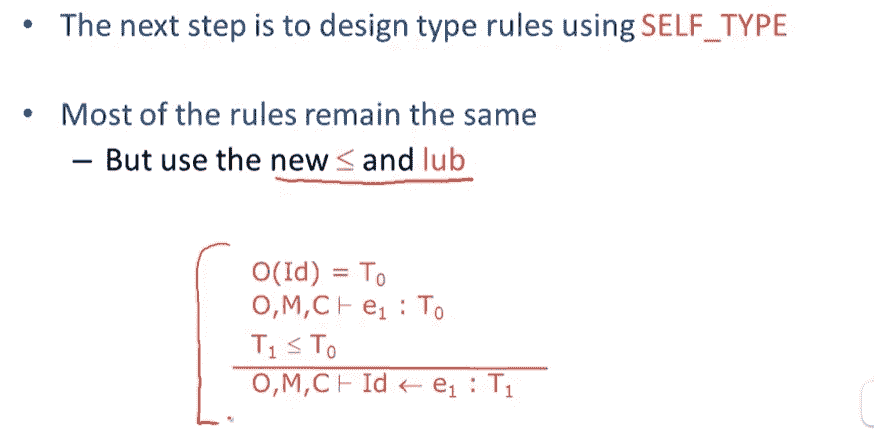 • The next step is to design type rules using SELF_TYPE
• Most of the rules remain the same
– But use the new ≤ and lub
O(Id) = T₀
O,M,C ⊢ e₁ : T₀
T₁ ≤ T₀
O,M,C ⊢ Id ← e₁ : T₁